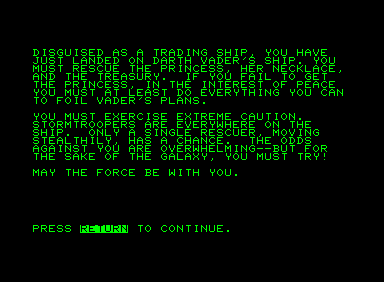 DISGUISED AS A TRADING SHIP, YOU HAVE
JUST LANDED ON DARTH VADER'S SHIP. YOU
MUST RESCUE THE PRINCESS, HER NECKLACE,
AND THE TREASURY.  IF YOU FAIL TO GET
THE PRINCESS, IN THE INTEREST OF PEACE
YOU MUST AT LEAST DO EVERYTHING YOU CAN
TO FOIL VADER'S PLANS.
YOU MUST EXERCISE EXTREME CAUTION.
STORMTROOPERS ARE EVERYWHERE ON THE
SHIP.  ONLY A SINGLE RESCUER, MOVING
STEALTHILY, HAS A CHANCE.  THE ODDS
AGAINST YOU ARE OVERWHELMING--BUT FOR
THE SAKE OF THE GALAXY, YOU MUST TRY!
MAY THE FORCE BE WITH YOU.
PRESS RETURN TO CONTINUE.